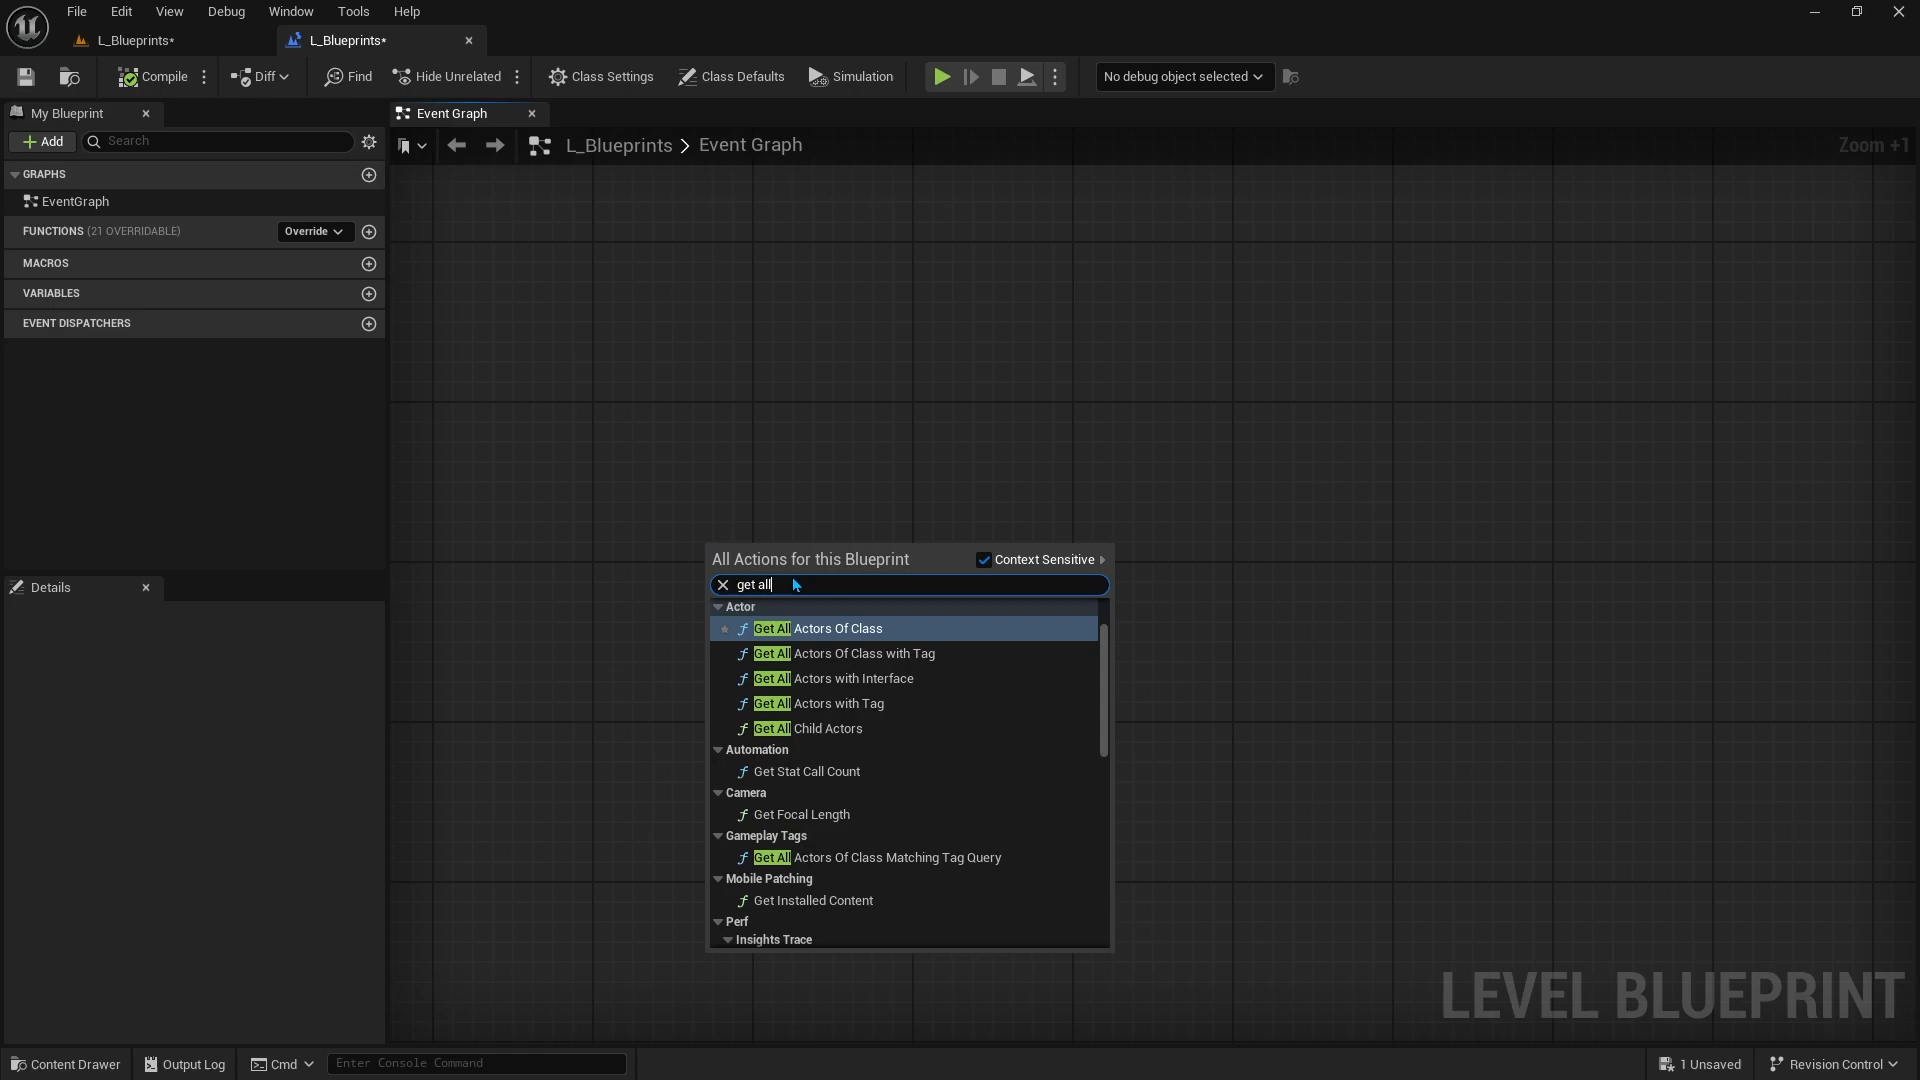 File Edit View Debug Window Tools Help
L_Blueprints*
L_Blueprints*
Compile Diff Find Hide Unrelated Class Settings Class Defaults Simulation No debug object selected
My Blueprint
Event Graph
Add Search
L_Blueprints > Event Graph
Zoom +1
GRAPHS
EventGraph
FUNCTIONS (21 OVERRIDABLE) Override
MACROS
VARIABLES
EVENT DISPATCHERS
Details
All Actions for this Blueprint Context Sensitive
get all
Actor
Get All Actors Of Class
Get All Actors Of Class with Tag
Get All Actors with Interface
Get All Actors with Tag
Get All Child Actors
Automation
Get Stat Call Count
Camera
Get Focal Length
Gameplay Tags
Get All Actors Of Class Matching Tag Query
Mobile Patching
Get Installed Content
Perf
Insights Trace
LEVEL BLUEPRINT
Content Drawer Output Log Cmd Enter Console Command 1 Unsaved Revision Control